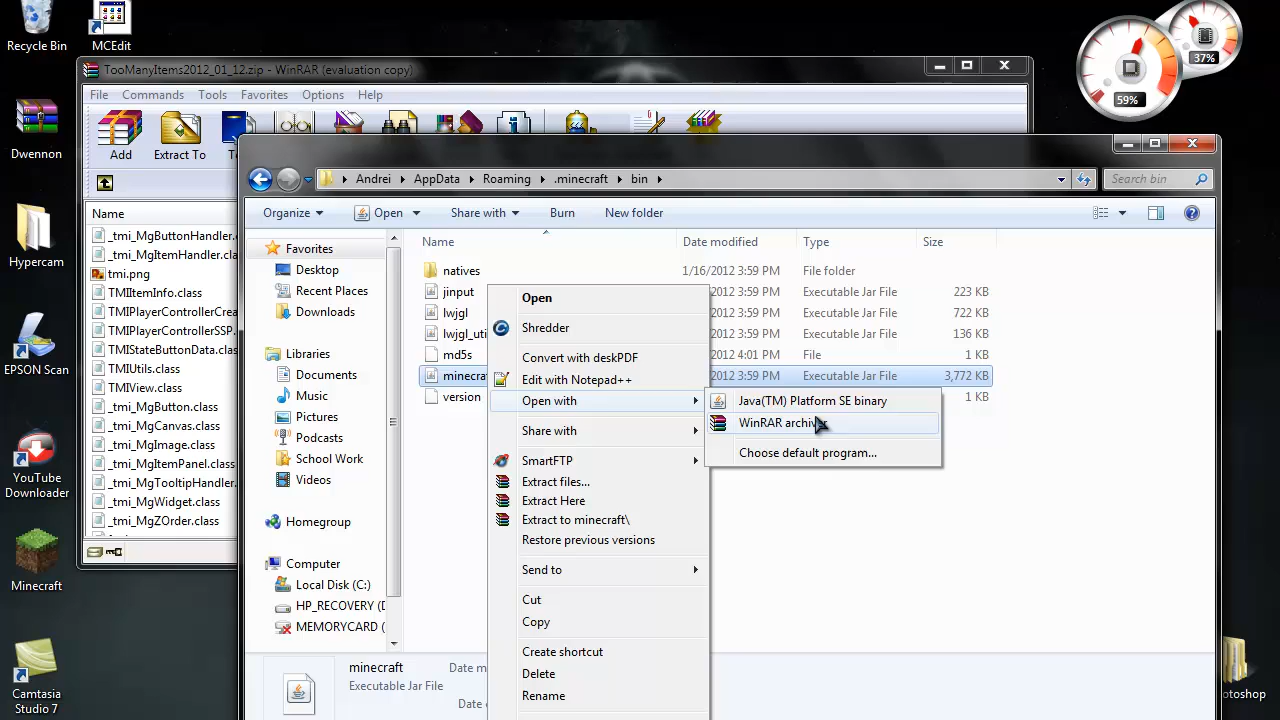 Recycle Bin
MCEdit
Dwennon
Hypercam
EPSON Scan
YouTube
Downloader
Minecraft
Camtasia
Studio 7
otoshop
59%
37%
TooManyItems2012_01_12.zip - WinRAR (evaluation copy)
File Commands Tools Favorites Options Help
Add Extract To
Name
_tmi_MgButtonHandler.c
_tmi_MgItemHandler.cla
tmi.png
TMIItemInfo.class
TMIPlayerControllerCrea
TMIPlayerControllerSSP.
TMIStateButtonData.clas
TMIUtils.class
TMIView.class
_tmi_MgButton.class
_tmi_MgCanvas.class
_tmi_MgImage.class
_tmi_MgItemPanel.class
_tmi_MgTooltipHandler.
_tmi_MgWidget.class
_tmi_MgZOrder.class
Andrei AppData Roaming .minecraft bin
Search bin
Organize Open Share with Burn New folder
Favorites
Desktop
Recent Places
Downloads
Libraries
Documents
Music
Pictures
Podcasts
School Work
Videos
Homegroup
Computer
Local Disk (C:)
HP_RECOVERY (D
MEMORYCARD (
Name Date modified Type Size
natives 1/16/2012 3:59 PM File folder
jinput 2012 3:59 PM Executable Jar File 223 KB
lwjgl 2012 3:59 PM Executable Jar File 722 KB
lwjgl_uti 2012 3:59 PM Executable Jar File 136 KB
md5s 2012 4:01 PM File 1 KB
minecraf 2012 3:59 PM Executable Jar File 3,772 KB
version 1 KB
Open
Shredder
Convert with deskPDF
Edit with Notepad++
Open with
Share with
SmartFTP
Extract files...
Extract Here
Extract to minecraft\
Restore previous versions
Send to
Cut
Copy
Create shortcut
Delete
Rename
Java(TM) Platform SE binary
WinRAR archiver
Choose default program...
minecraft Date m
Executable Jar File
Date c